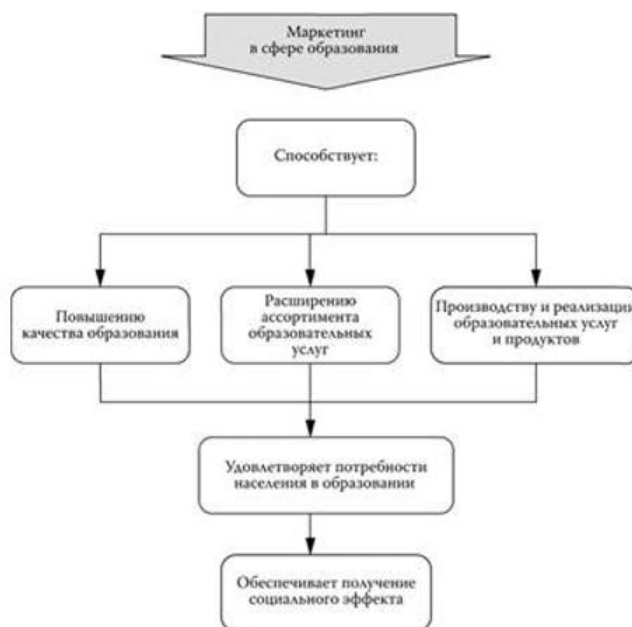 Маркетинг
в сфере образования
Способствует:
Повышению
качества образования
Расширению
ассортимента
образовательных
услуг
Производству и реализации
образовательных услуг
и продуктов
Удовлетворяет потребности
населения в образовании
Обеспечивает получение
социального эффекта